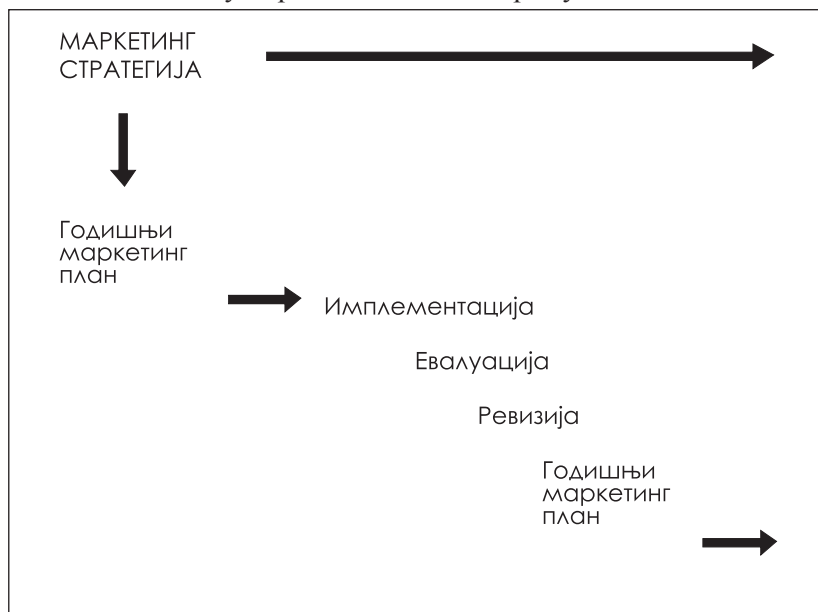 МАРКЕТИНГ
СТРАТЕГИЈА
Годишњи
маркетинг
план
Имплементација
Евалуација
Ревизија
Годишњи
маркетинг
план